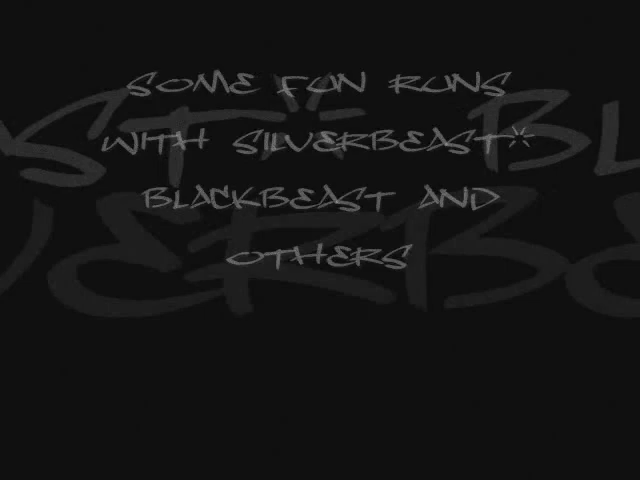 SOME FUN RUNS
WITH SILVERBEAST*
BLACKBEAST AND
OTHERS